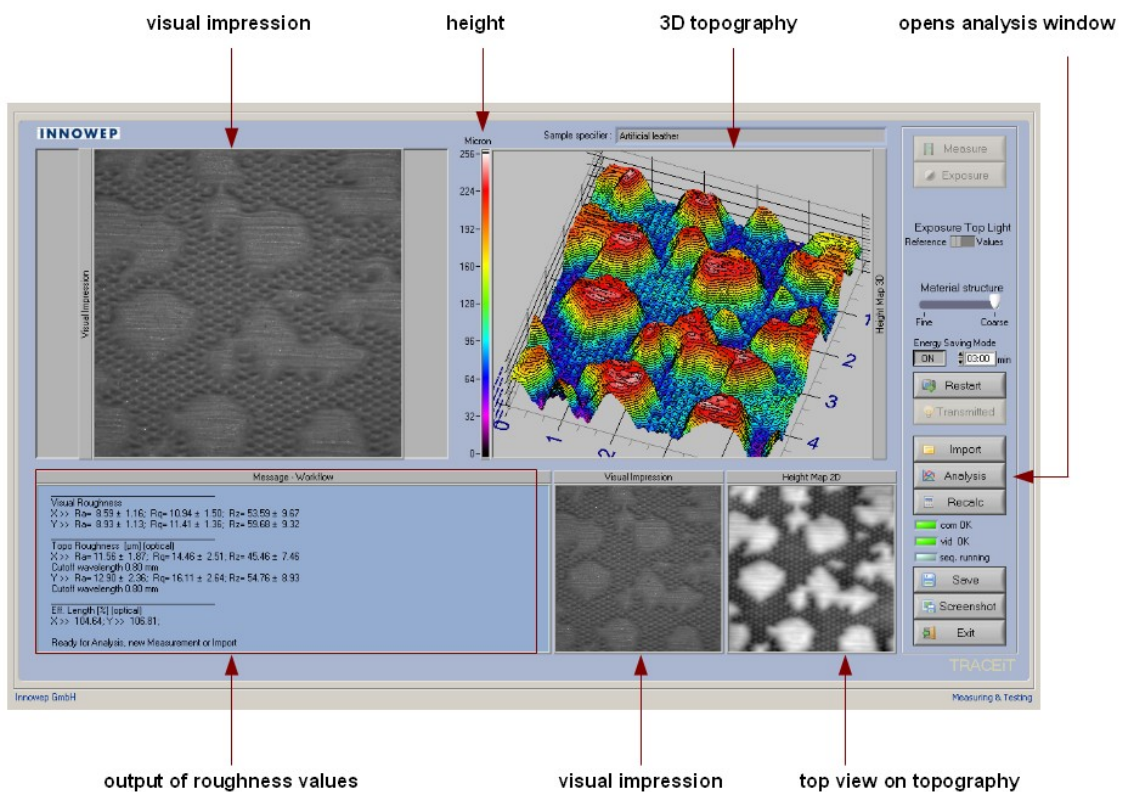 visual impression
height
3D topography
opens analysis window
INNOWEP
Sample specifier : Artificial leather
Micron
256
224
192
160
128
96
64
32
0
Visual Impression
Height Map 3D
0
1
2
1
2
3
4
Measure
Exposure
Exposure Top Light
Reference Values
Material structure
Fine Coarse
Energy Saving Mode
ON 03:00 min
Restart
Transmitted
Import
Analysis
Recalc
com OK
vid OK
seq. running
Save
Screenshot
Exit
TRACEiT
Message - Workflow
Visual Roughness
X >> Ra= 8.59 ± 1.16; Rq= 10.94 ± 1.50; Rz= 53.59 ± 9.67
Y >> Ra= 8.93 ± 1.13; Rq= 11.41 ± 1.36; Rz= 59.68 ± 9.32
Topo Roughness [µm] (optical)
X >> Ra= 11.56 ± 1.87; Rq= 14.46 ± 2.51; Rz= 45.46 ± 7.46
Cutoff wavelength 0.80 mm
Y >> Ra= 12.90 ± 2.36; Rq= 16.11 ± 2.64; Rz= 54.76 ± 8.93
Cutoff wavelength 0.80 mm
Eff. Length [%] (optical)
X >> 104.64; Y >> 106.81;
Ready for Analysis, new Measurement or Import
Visual Impression
Height Map 2D
Innowep GmbH
Measuring & Testing
output of roughness values
visual impression
top view on topography